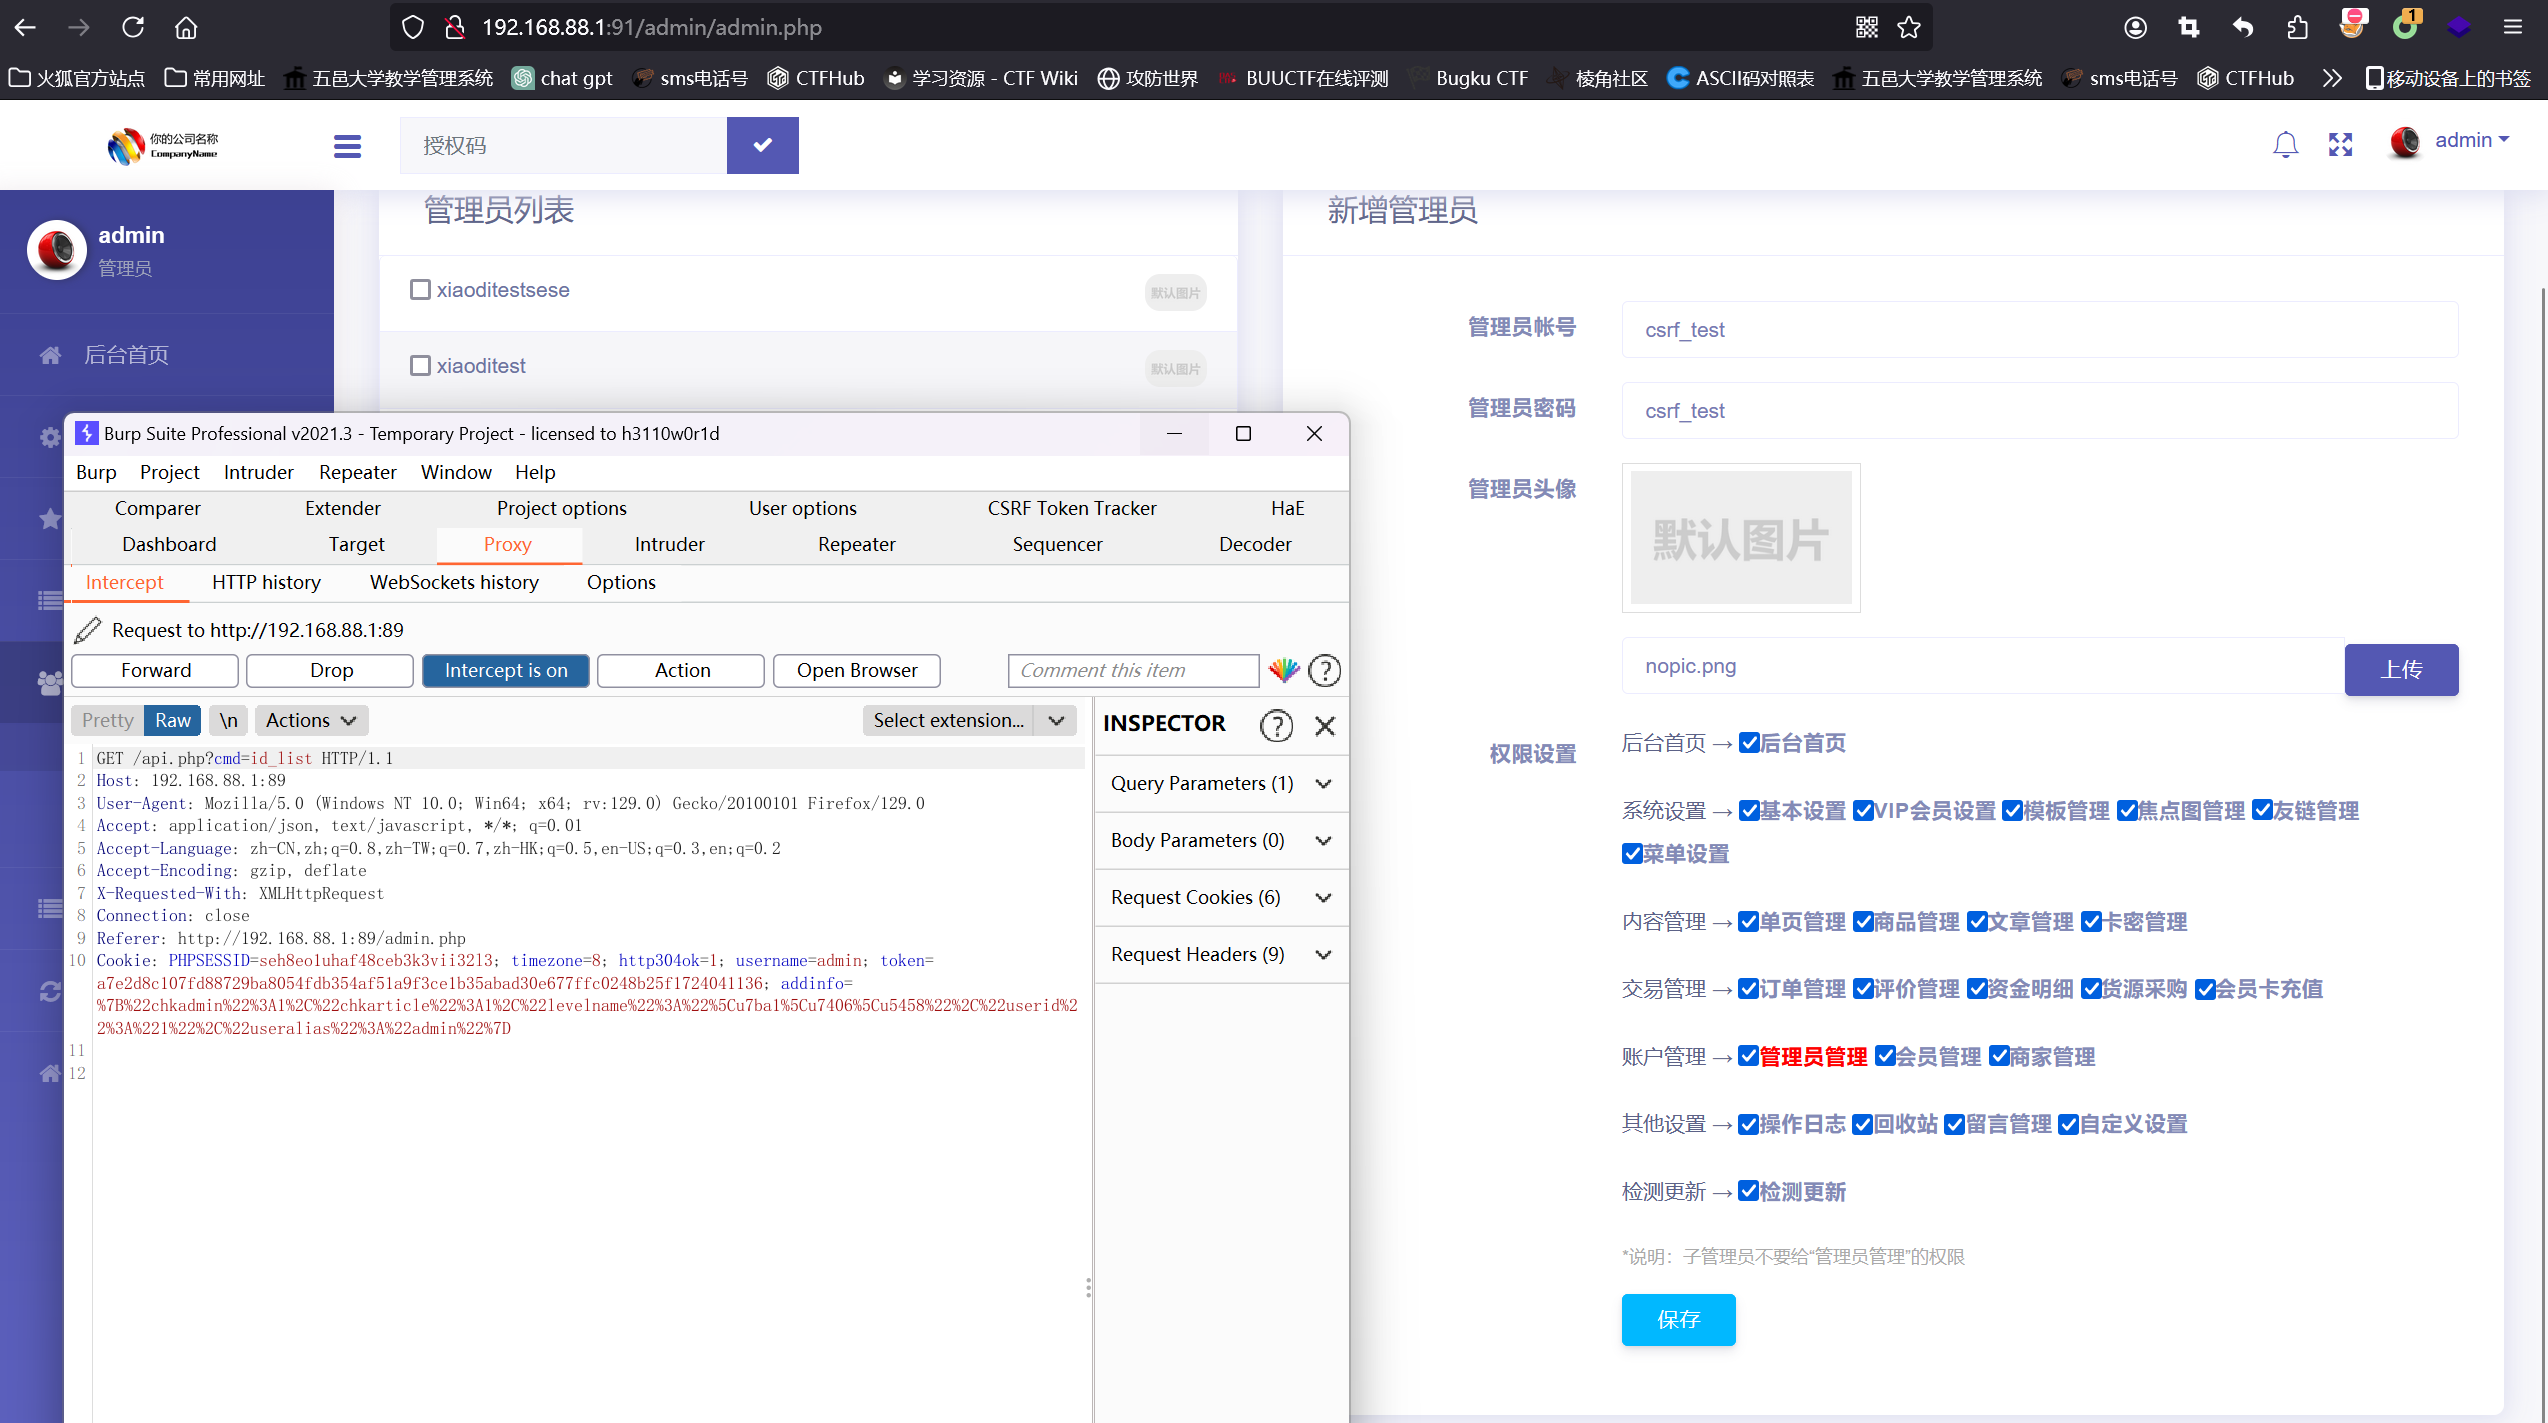 192.168.88.1:91/admin/admin.php
1
火狐官方站点 常用网址 五邑大学教学管理系统 chat gpt sms电话号 CTFHub 学习资源 - CTF Wiki 攻防世界 BUUCTF在线评测 Bugku CTF 棱角社区 ASCII码对照表 五邑大学教学管理系统 sms电话号 CTFHub 移动设备上的书签
你的公司名称
CompanyName
授权码
admin
admin
管理员
后台首页
管理员列表
xiaoditestsese 默认图片
xiaoditest 默认图片
新增管理员
管理员帐号 csrf_test
管理员密码 csrf_test
管理员头像 默认图片
nopic.png 上传
权限设置
后台首页 → 后台首页
系统设置 → 基本设置 VIP会员设置 模板管理 焦点图管理 友链管理
菜单设置
内容管理 → 单页管理 商品管理 文章管理 卡密管理
交易管理 → 订单管理 评价管理 资金明细 货源采购 会员卡充值
账户管理 → 管理员管理 会员管理 商家管理
其他设置 → 操作日志 回收站 留言管理 自定义设置
检测更新 → 检测更新
*说明：子管理员不要给“管理员管理”的权限
保存
Burp Suite Professional v2021.3 - Temporary Project - licensed to h3110w0r1d
Burp Project Intruder Repeater Window Help
Comparer Extender Project options User options CSRF Token Tracker HaE
Dashboard Target Proxy Intruder Repeater Sequencer Decoder
Intercept HTTP history WebSockets history Options
Request to http://192.168.88.1:89
Forward Drop Intercept is on Action Open Browser Comment this item ?
Pretty Raw \n Actions Select extension...
1 GET /api.php?cmd=id_list HTTP/1.1
2 Host: 192.168.88.1:89
3 User-Agent: Mozilla/5.0 (Windows NT 10.0; Win64; x64; rv:129.0) Gecko/20100101 Firefox/129.0
4 Accept: application/json, text/javascript, */*; q=0.01
5 Accept-Language: zh-CN,zh;q=0.8,zh-TW;q=0.7,zh-HK;q=0.5,en-US;q=0.3,en;q=0.2
6 Accept-Encoding: gzip, deflate
7 X-Requested-With: XMLHttpRequest
8 Connection: close
9 Referer: http://192.168.88.1:89/admin.php
10 Cookie: PHPSESSID=seh8eo1uhaf48ceb3k3vii32l3; timezone=8; http304ok=1; username=admin; token=
a7e2d8c107fd88729ba8054fdb354af51a9f3ce1b35abad30e677ffc0248b25f1724041136; addinfo=
%7B%22chkadmin%22%3A1%2C%22chkarticle%22%3A1%2C%22levelname%22%3A%22%5Cu7ba1%5Cu7406%5Cu5458%22%2C%22userid%2
2%3A%221%22%2C%22useralias%22%3A%22admin%22%7D
11
12
INSPECTOR ?
Query Parameters (1)
Body Parameters (0)
Request Cookies (6)
Request Headers (9)